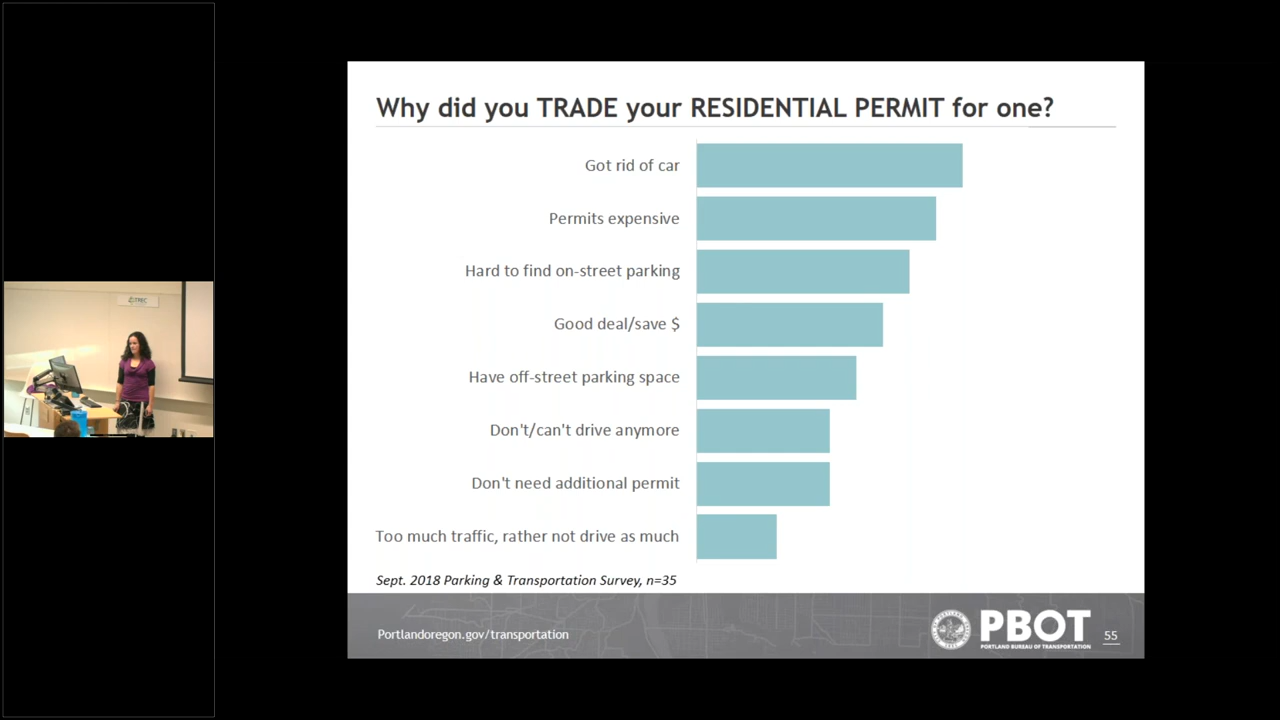 Why did you TRADE your RESIDENTIAL PERMIT for one?
Got rid of car
Permits expensive
Hard to find on-street parking
Good deal/save $
Have off-street parking space
Don't/can't drive anymore
Don't need additional permit
Too much traffic, rather not drive as much
Sept. 2018 Parking & Transportation Survey, n=35
Portlandoregon.gov/transportation
PBOT
PORTLAND BUREAU OF TRANSPORTATION
55
TREC